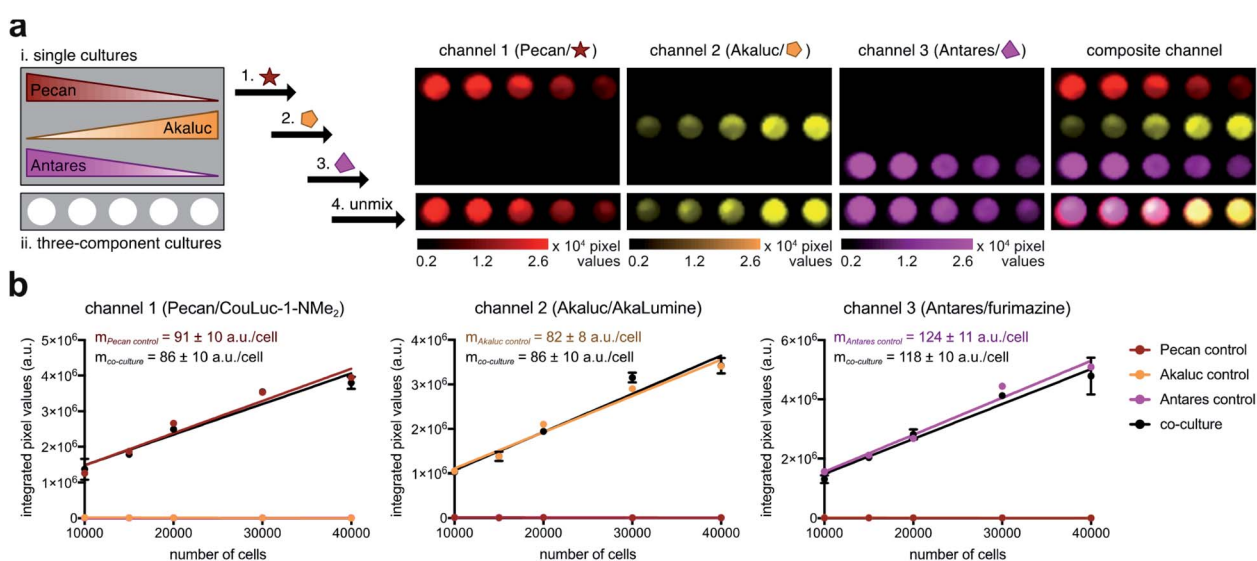 a
i. single cultures
Pecan
Akaluc
Antares
ii. three-component cultures
1.
2.
3.
4. unmix
channel 1 (Pecan/ )
channel 2 (Akaluc/ )
channel 3 (Antares/ )
composite channel
0.2 1.2 2.6 x 10⁴ pixel values
0.2 1.2 2.6 x 10⁴ pixel values
0.2 1.2 2.6 x 10⁴ pixel values
b
channel 1 (Pecan/CouLuc-1-NMe₂)
m Pecan control = 91 ± 10 a.u./cell
m co-culture = 86 ± 10 a.u./cell
integrated pixel values (a.u.)
5×10⁶
4×10⁶
3×10⁶
2×10⁶
1×10⁶
0
10000 20000 30000 40000
number of cells
channel 2 (Akaluc/AkaLumine)
m Akaluc control = 82 ± 8 a.u./cell
m co-culture = 86 ± 10 a.u./cell
integrated pixel values (a.u.)
4×10⁶
3×10⁶
2×10⁶
1×10⁶
0
10000 20000 30000 40000
number of cells
channel 3 (Antares/furimazine)
m Antares control = 124 ± 11 a.u./cell
m co-culture = 118 ± 10 a.u./cell
integrated pixel values (a.u.)
6×10⁶
4×10⁶
2×10⁶
0
10000 20000 30000 40000
number of cells
Pecan control
Akaluc control
Antares control
co-culture